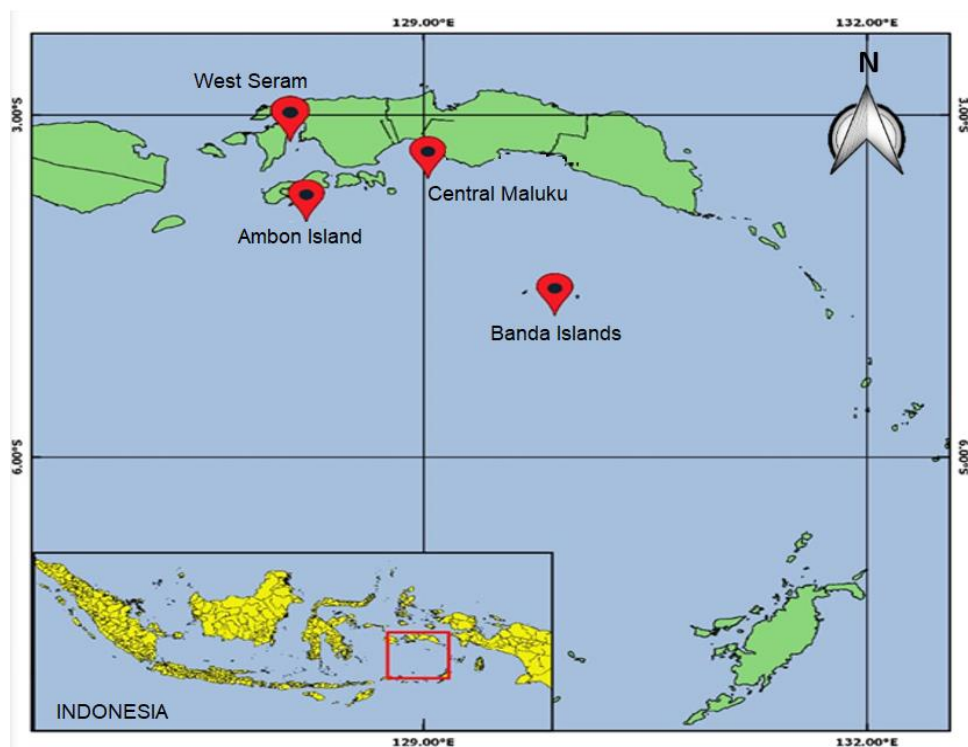 129.00°E
132.00°E
N
West Seram
3.00°S
3.00°S
Central Maluku
Ambon Island
Banda Islands
6.00°S
6.00°S
INDONESIA
129.00°E
132.00°E